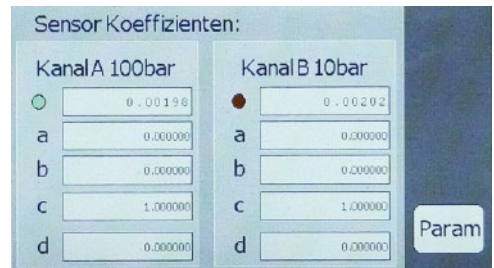 Sensor Koeffizienten:
Kanal A 100bar
0.00198
a 0.000000
b 0.000000
c 1.000000
d 0.000000
Kanal B 10bar
0.00202
a 0.000000
b 0.000000
c 1.000000
d 0.000000
Param